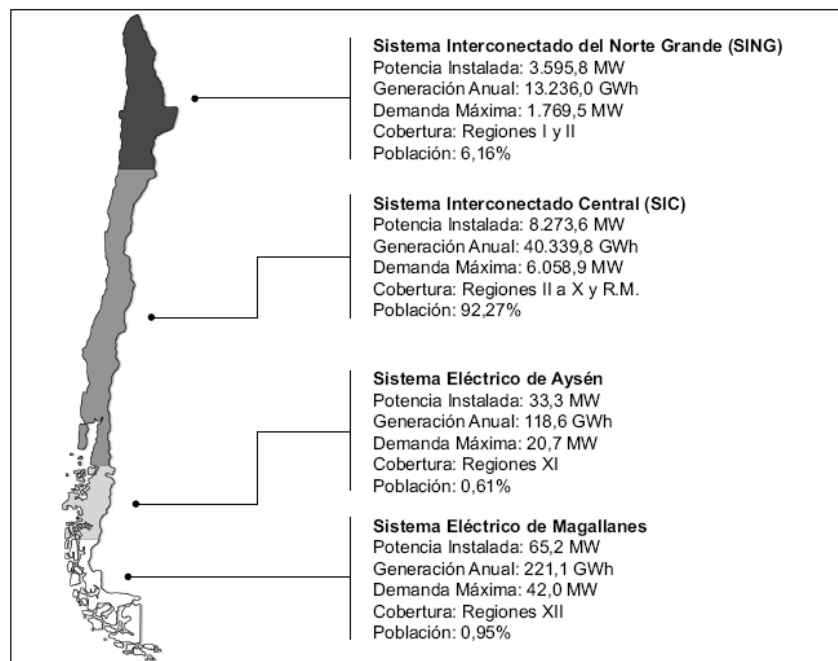 Sistema Interconectado del Norte Grande (SING)
Potencia Instalada: 3.595,8 MW
Generación Anual: 13.236,0 GWh
Demanda Máxima: 1.769,5 MW
Cobertura: Regiones I y II
Población: 6,16%
Sistema Interconectado Central (SIC)
Potencia Instalada: 8.273,6 MW
Generación Anual: 40.339,8 GWh
Demanda Máxima: 6.058,9 MW
Cobertura: Regiones II a X y R.M.
Población: 92,27%
Sistema Eléctrico de Aysén
Potencia Instalada: 33,3 MW
Generación Anual: 118,6 GWh
Demanda Máxima: 20,7 MW
Cobertura: Regiones XI
Población: 0,61%
Sistema Eléctrico de Magallanes
Potencia Instalada: 65,2 MW
Generación Anual: 221,1 GWh
Demanda Máxima: 42,0 MW
Cobertura: Regiones XII
Población: 0,95%